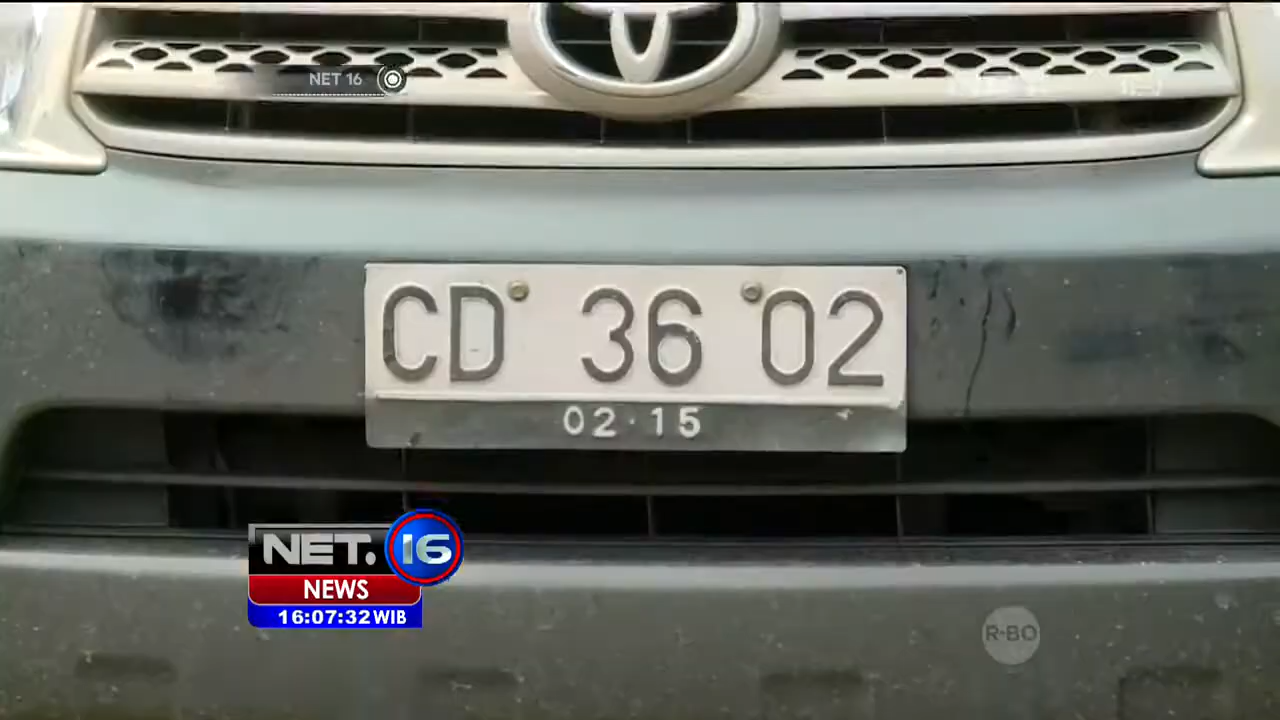 NET 16
CD 36 02
02·15
NET. 16
NEWS
16:07:32 WIB
R-BO